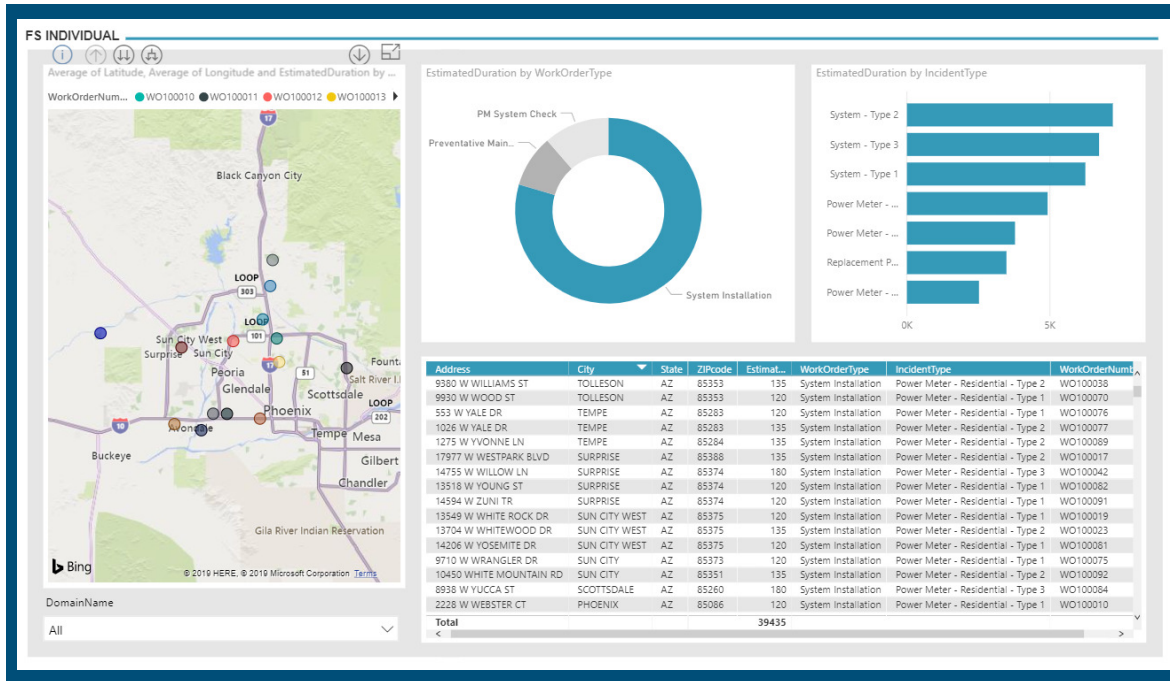 FS INDIVIDUAL
Average of Latitude, Average of Longitude and EstimatedDuration by ...
WorkOrderNum... WO100010 WO100011 WO100012 WO100013
17
Black Canyon City
LOOP
303
LOOP
101
Sun City West
Surprise Sun City
17
Peoria
51
Fount
Salt River I
Glendale
Scottsdale
LOOP
202
Phoenix
10
Avondale
Tempe Mesa
Buckeye
Gilbert
Chandler
Gila River Indian Reservation
Bing
© 2019 HERE, © 2019 Microsoft Corporation Terms
DomainName
All
EstimatedDuration by WorkOrderType
PM System Check
Preventative Main...
System Installation
EstimatedDuration by IncidentType
System - Type 2
System - Type 3
System - Type 1
Power Meter - ...
Power Meter - ...
Replacement P...
Power Meter - ...
0K 5K
Address City State ZIPcode Estimat... WorkOrderType IncidentType WorkOrderNumb
9380 W WILLIAMS ST TOLLESON AZ 85353 135 System Installation Power Meter - Residential - Type 2 WO100038
9930 W WOOD ST TOLLESON AZ 85353 120 System Installation Power Meter - Residential - Type 1 WO100070
553 W YALE DR TEMPE AZ 85283 120 System Installation Power Meter - Residential - Type 1 WO100076
1026 W YALE DR TEMPE AZ 85283 135 System Installation Power Meter - Residential - Type 2 WO100077
1275 W YVONNE LN TEMPE AZ 85284 135 System Installation Power Meter - Residential - Type 2 WO100089
17977 W WESTPARK BLVD SURPRISE AZ 85388 135 System Installation Power Meter - Residential - Type 2 WO100017
14755 W WILLOW LN SURPRISE AZ 85374 180 System Installation Power Meter - Residential - Type 3 WO100042
13518 W YOUNG ST SURPRISE AZ 85374 120 System Installation Power Meter - Residential - Type 1 WO100082
14594 W ZUNI TR SURPRISE AZ 85374 120 System Installation Power Meter - Residential - Type 1 WO100091
13549 W WHITE ROCK DR SUN CITY WEST AZ 85375 120 System Installation Power Meter - Residential - Type 1 WO100019
13704 W WHITEWOOD DR SUN CITY WEST AZ 85375 135 System Installation Power Meter - Residential - Type 2 WO100023
14206 W YOSEMITE DR SUN CITY WEST AZ 85375 120 System Installation Power Meter - Residential - Type 1 WO100081
9710 W WRANGLER DR SUN CITY AZ 85373 120 System Installation Power Meter - Residential - Type 1 WO100075
10450 WHITE MOUNTAIN RD SUN CITY AZ 85351 135 System Installation Power Meter - Residential - Type 2 WO100092
8938 W YUCCA ST SCOTTSDALE AZ 85260 180 System Installation Power Meter - Residential - Type 3 WO100084
2228 W WEBSTER CT PHOENIX AZ 85086 120 System Installation Power Meter - Residential - Type 1 WO100010
Total 39435